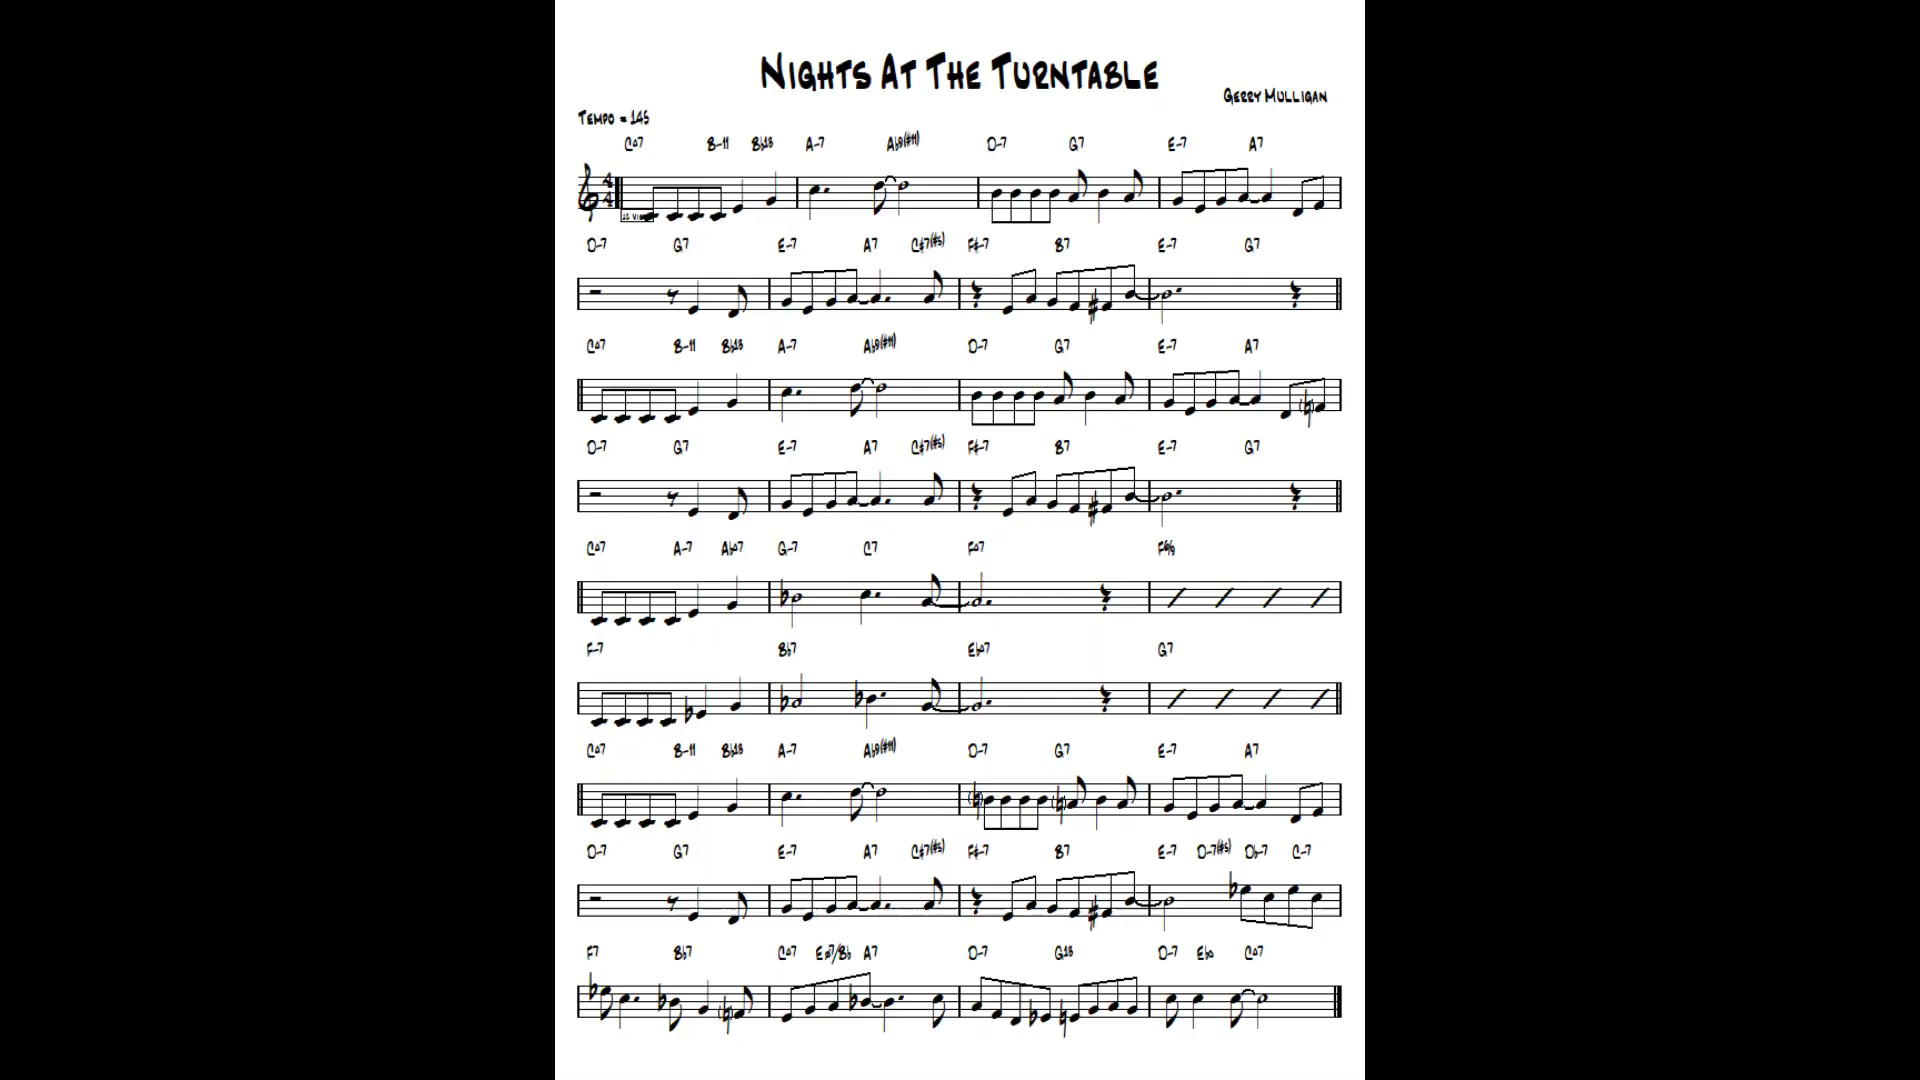 Nights At The Turntable
Gerry Mulligan
Tempo = 145
C△7 B-11 B♭13 A-7 A♭9(#11) D-7 G7 E-7 A7
4/4
D-7 G7 E-7 A7 C#7(#5) F#-7 B7 E-7 G7
C△7 B-11 B♭13 A-7 A♭9(#11) D-7 G7 E-7 A7
D-7 G7 E-7 A7 C#7(#5) F#-7 B7 E-7 G7
C△7 A-7 A♭△7 G-7 C7 F△7 F6/9
F-7 B♭7 E♭△7 G7
C△7 B-11 B♭13 A-7 A♭9(#11) D-7 G7 E-7 A7
D-7 G7 E-7 A7 C#7(#5) F#-7 B7 E-7 D-7(#5) D♭-7 C-7
F7 B♭7 C△7 Eø7/B♭ A7 D-7 G13 D-7 E♭△ C△7